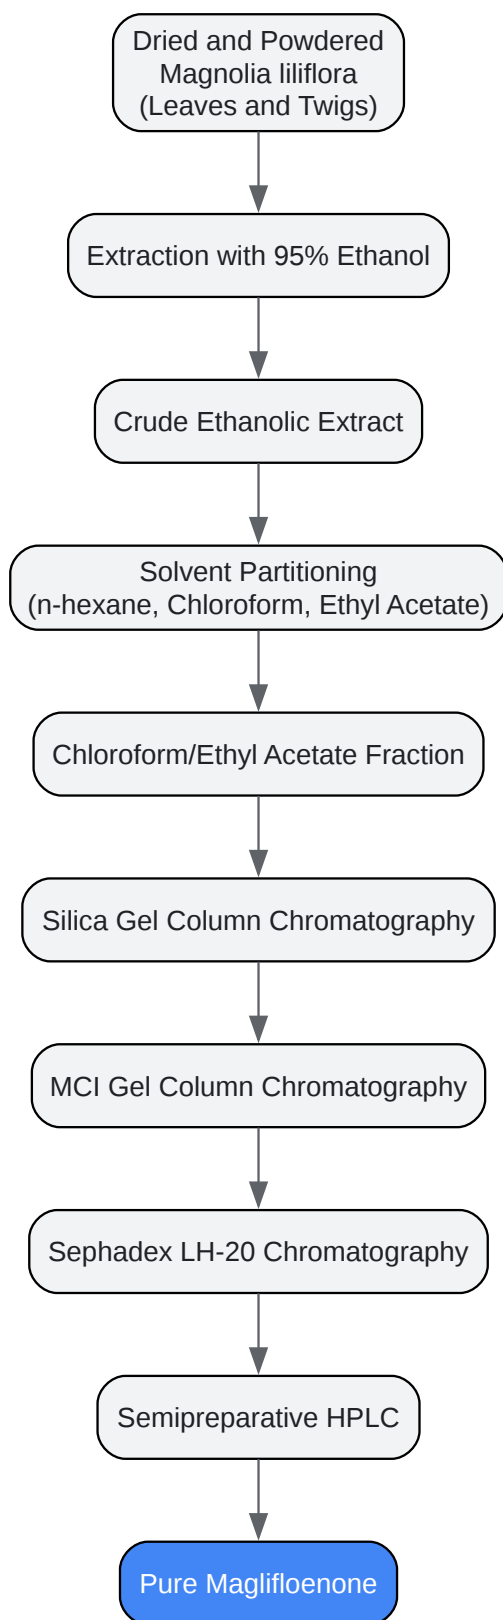 Dried and Powdered
Magnolia liliflora
(Leaves and Twigs)
Extraction with 95% Ethanol
Crude Ethanolic Extract
Solvent Partitioning
(n-hexane, Chloroform, Ethyl Acetate)
Chloroform/Ethyl Acetate Fraction
Silica Gel Column Chromatography
MCI Gel Column Chromatography
Sephadex LH-20 Chromatography
Semipreparative HPLC
Pure Maglifloenone